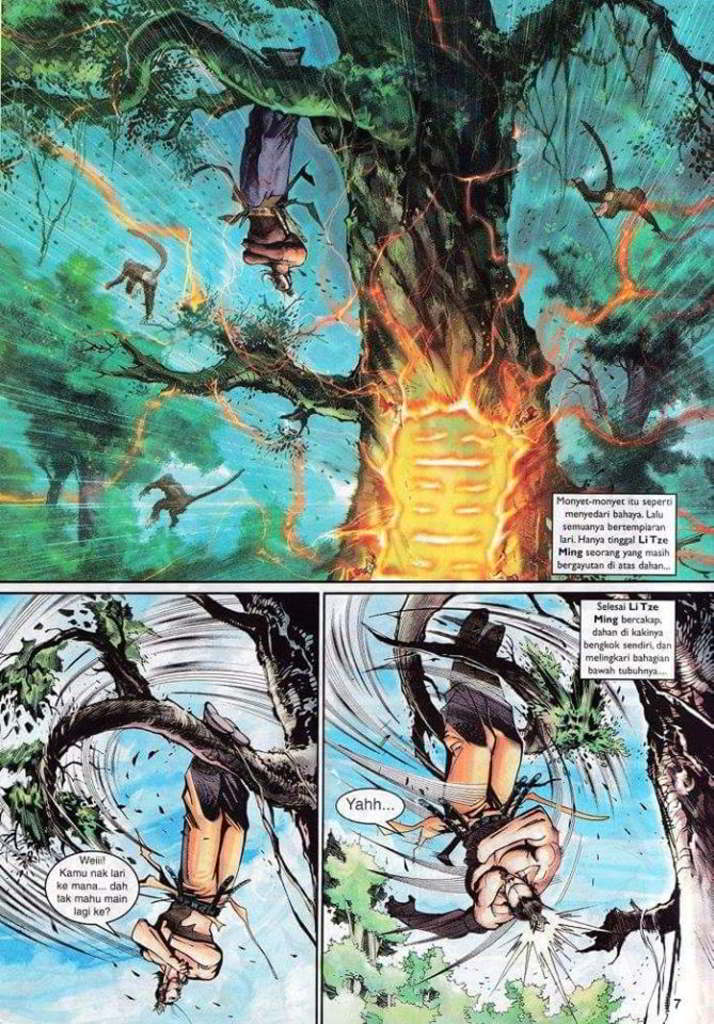 Monyet-monyet itu seperti
menyedari bahaya. Lalu
semuanya bertempiaran
lari. Hanya tinggal Li Tze
Ming seorang yang masih
bergayutan di atas dahan...
Weiii!
Kamu nak lari
ke mana... dah
tak mahu main
lagi ke?
Selesai Li Tze
Ming bercakap,
dahan di kakinya
bengkok sendiri, dan
melingkari bahagian
bawah tubuhnya....
Yahh...
7